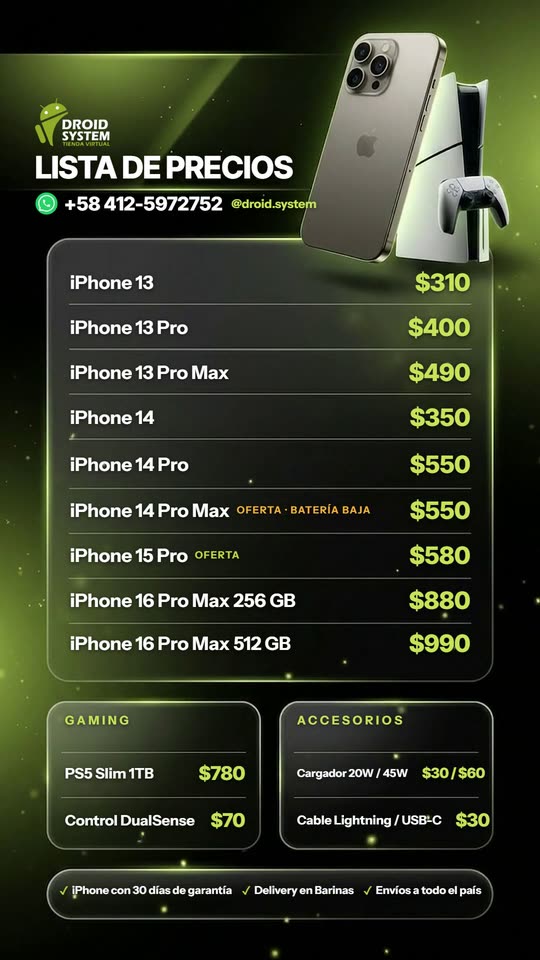 DROID
SYSTEM
TIENDA VIRTUAL
LISTA DE PRECIOS
+58 412-5972752 @droid.system
iPhone 13 $310
iPhone 13 Pro $400
iPhone 13 Pro Max $490
iPhone 14 $350
iPhone 14 Pro $550
iPhone 14 Pro Max OFERTA · BATERÍA BAJA $550
iPhone 15 Pro OFERTA $580
iPhone 16 Pro Max 256 GB $880
iPhone 16 Pro Max 512 GB $990
GAMING
PS5 Slim 1TB $780
Control DualSense $70
ACCESORIOS
Cargador 20W / 45W $30 / $60
Cable Lightning / USB-C $30
✓ iPhone con 30 días de garantía ✓ Delivery en Barinas ✓ Envíos a todo el país